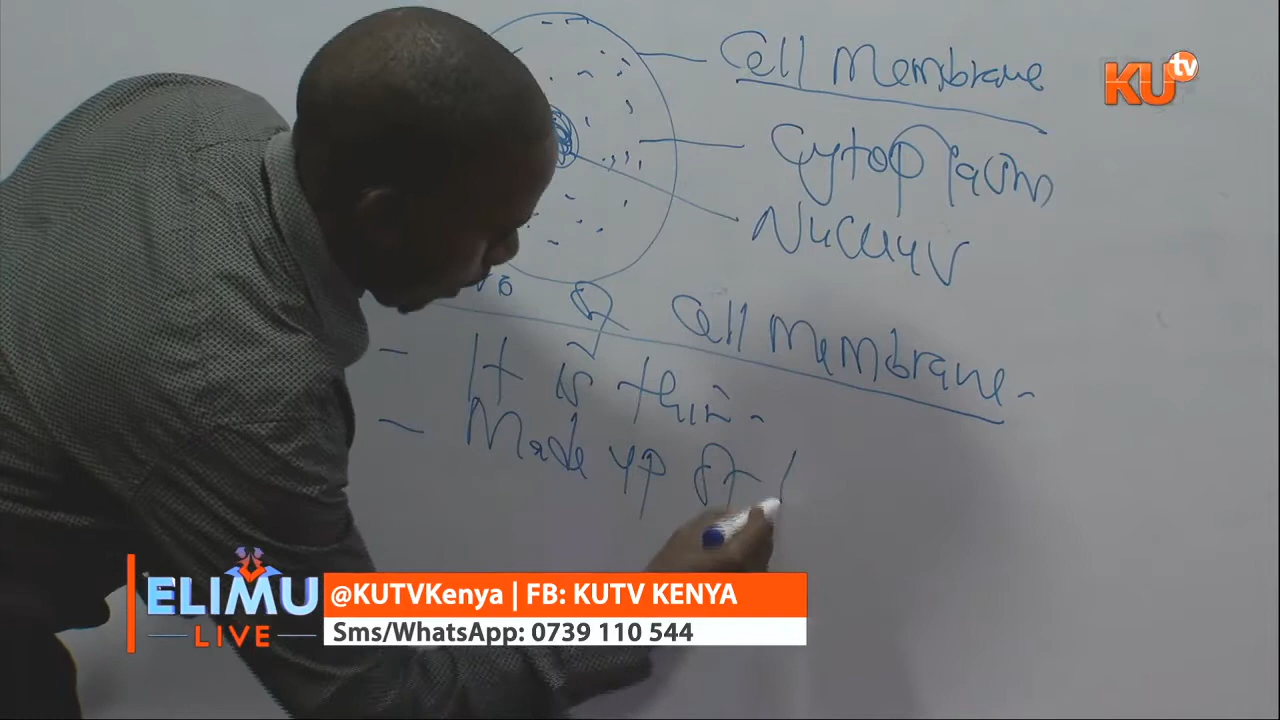 Cell Membrane
KU tv
Cytoplasm
Nucleus
of Cell Membrane-
- It is thin-
- Made up of
ELIMU
LIVE
@KUTVKenya | FB: KUTV KENYA
Sms/WhatsApp: 0739 110 544